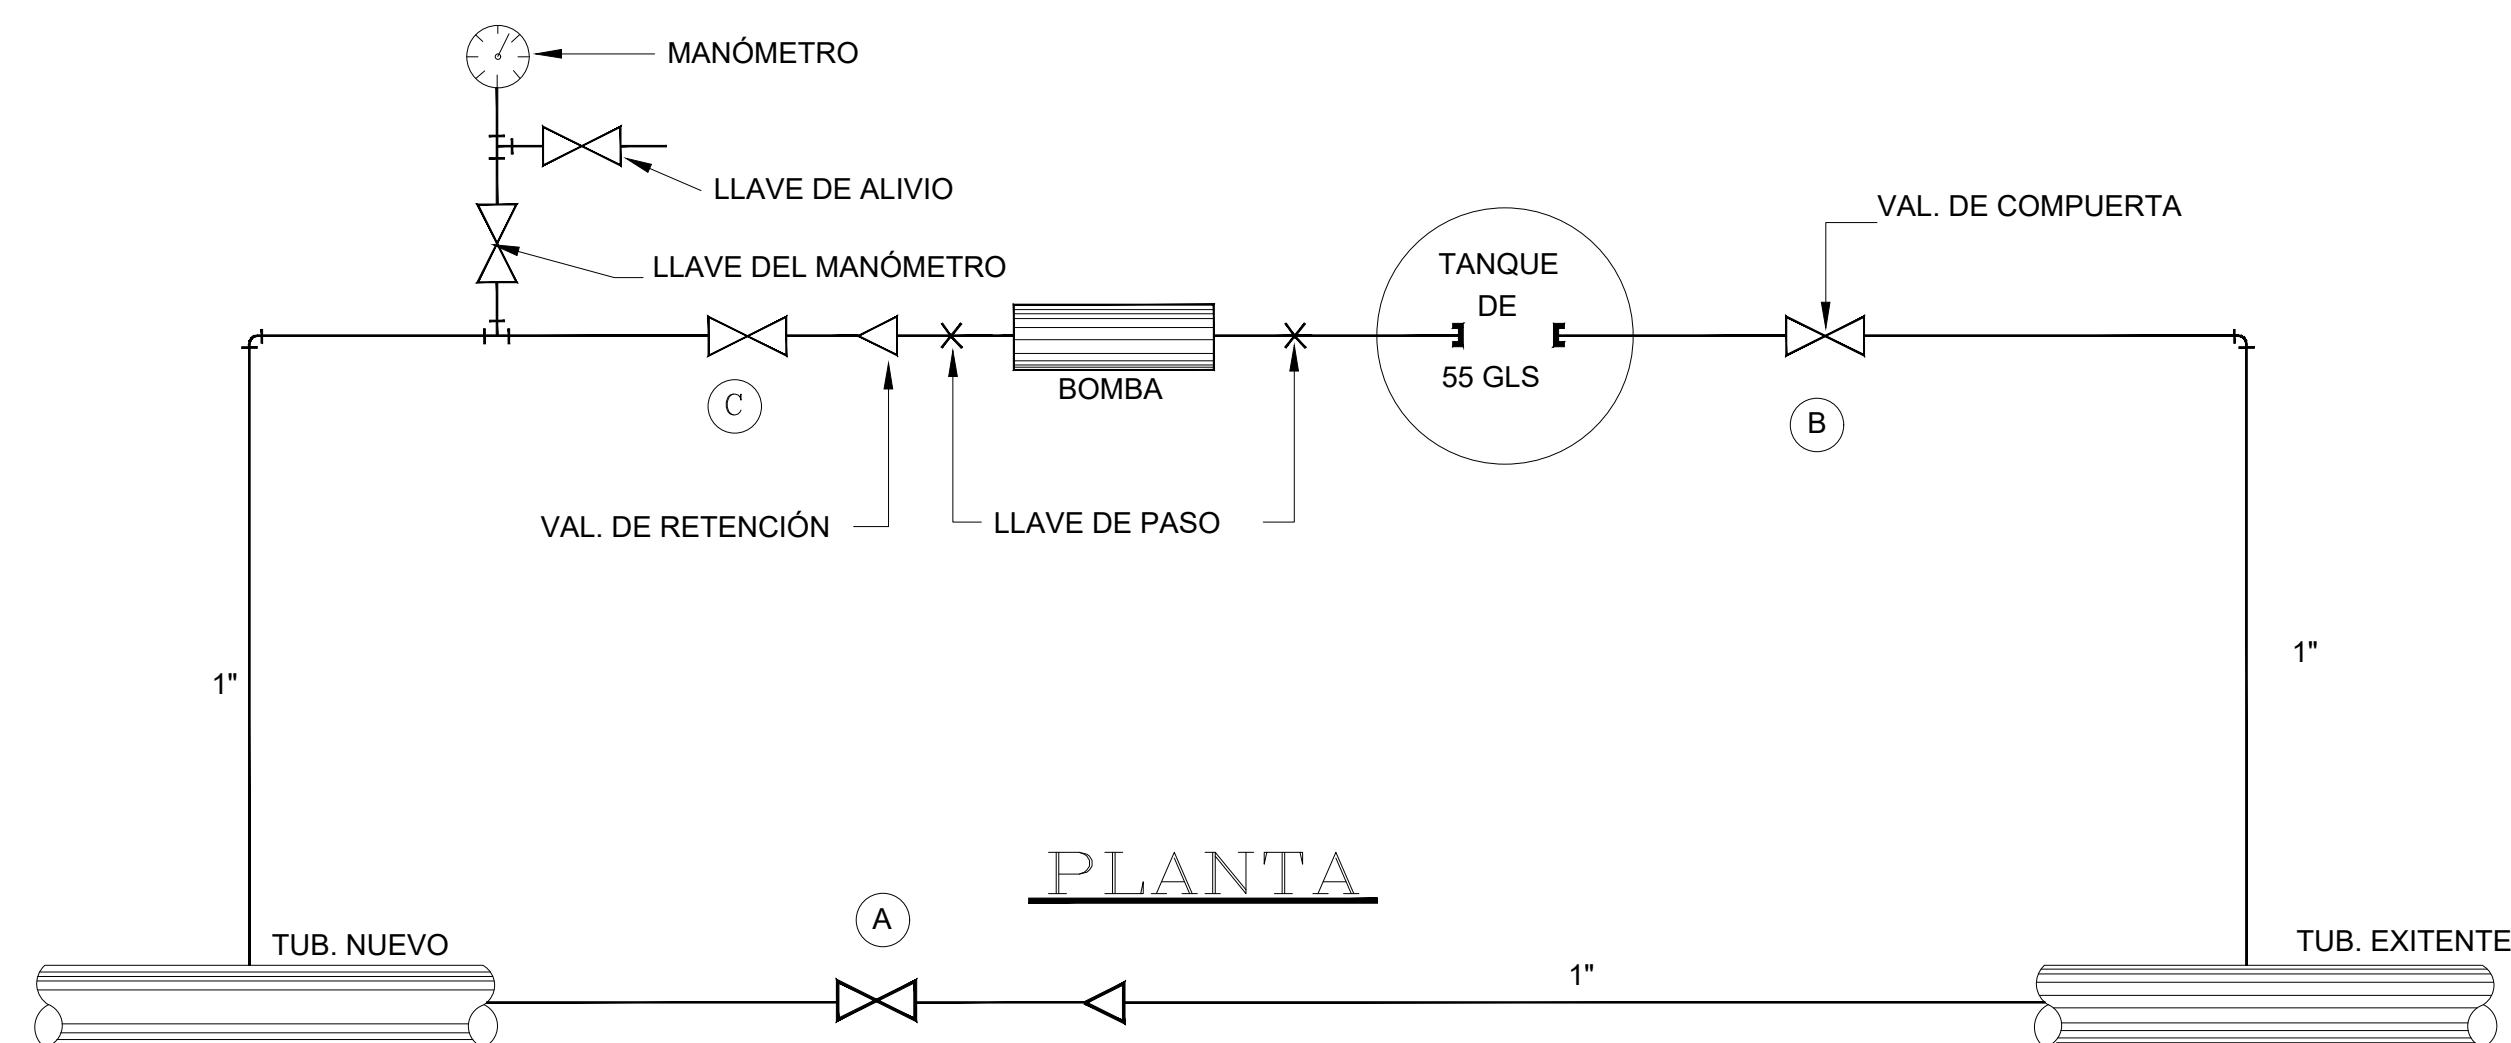 MANÓMETRO
LLAVE DE ALIVIO
VAL. DE COMPUERTA
LLAVE DEL MANÓMETRO
TANQUE
DE
55 GLS
BOMBA
C
B
VAL. DE RETENCIÓN
LLAVE DE PASO
1"
1"
PLANTA
A
TUB. NUEVO
TUB. EXITENTE
1"